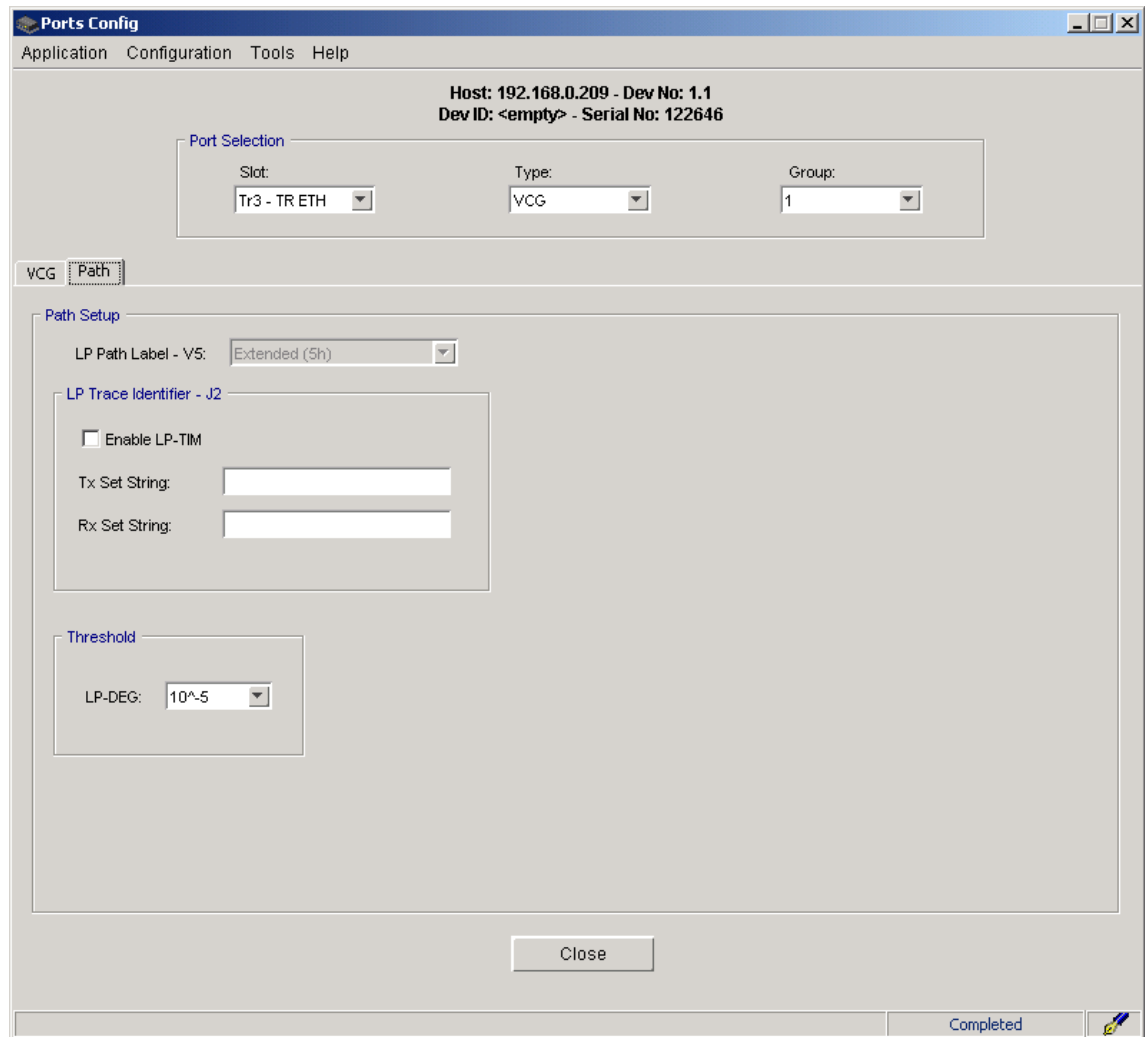 Ports Config
Application Configuration Tools Help
Host: 192.168.0.209 - Dev No: 1.1
Dev ID: <empty> - Serial No: 122646
Port Selection
Slot: Type: Group:
Tr3 - TR ETH VCG 1
VCG Path
Path Setup
LP Path Label - V5: Extended (5h)
LP Trace Identifier - J2
Enable LP-TIM
Tx Set String:
Rx Set String:
Threshold
LP-DEG: 10^-5
Close
Completed